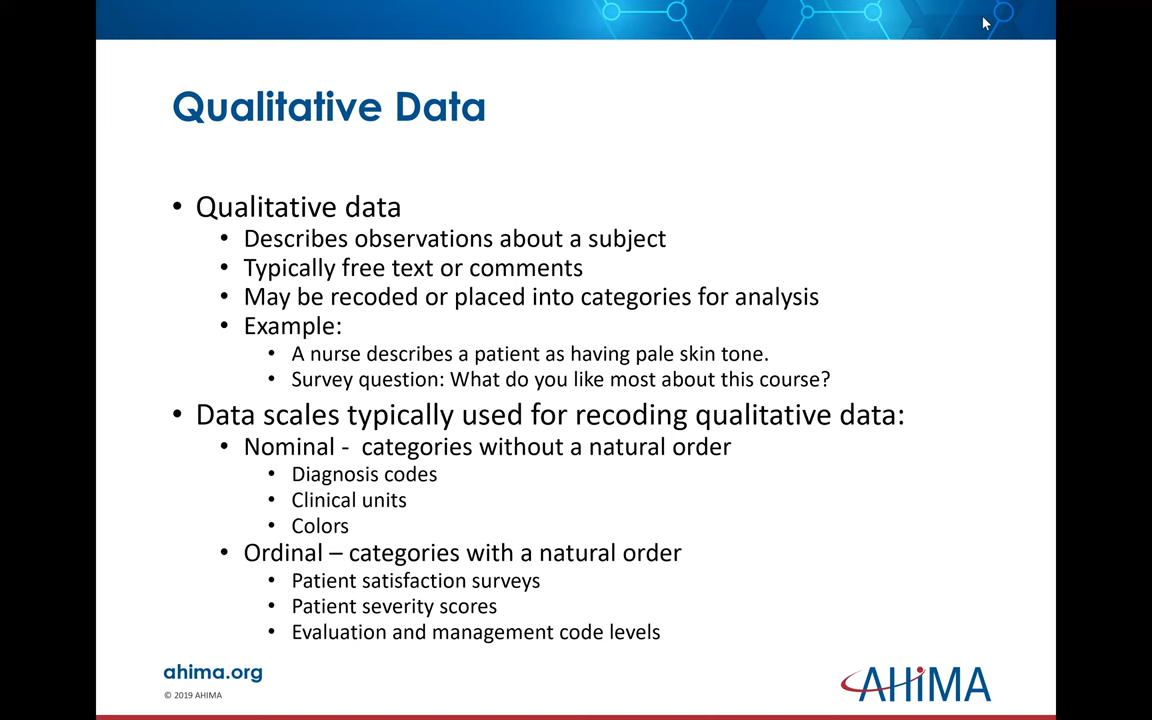 Qualitative Data
• Qualitative data
• Describes observations about a subject
• Typically free text or comments
• May be recoded or placed into categories for analysis
• Example:
• A nurse describes a patient as having pale skin tone.
• Survey question: What do you like most about this course?
• Data scales typically used for recoding qualitative data:
• Nominal - categories without a natural order
• Diagnosis codes
• Clinical units
• Colors
• Ordinal – categories with a natural order
• Patient satisfaction surveys
• Patient severity scores
• Evaluation and management code levels
ahima.org
© 2019 AHIMA
AHiMA